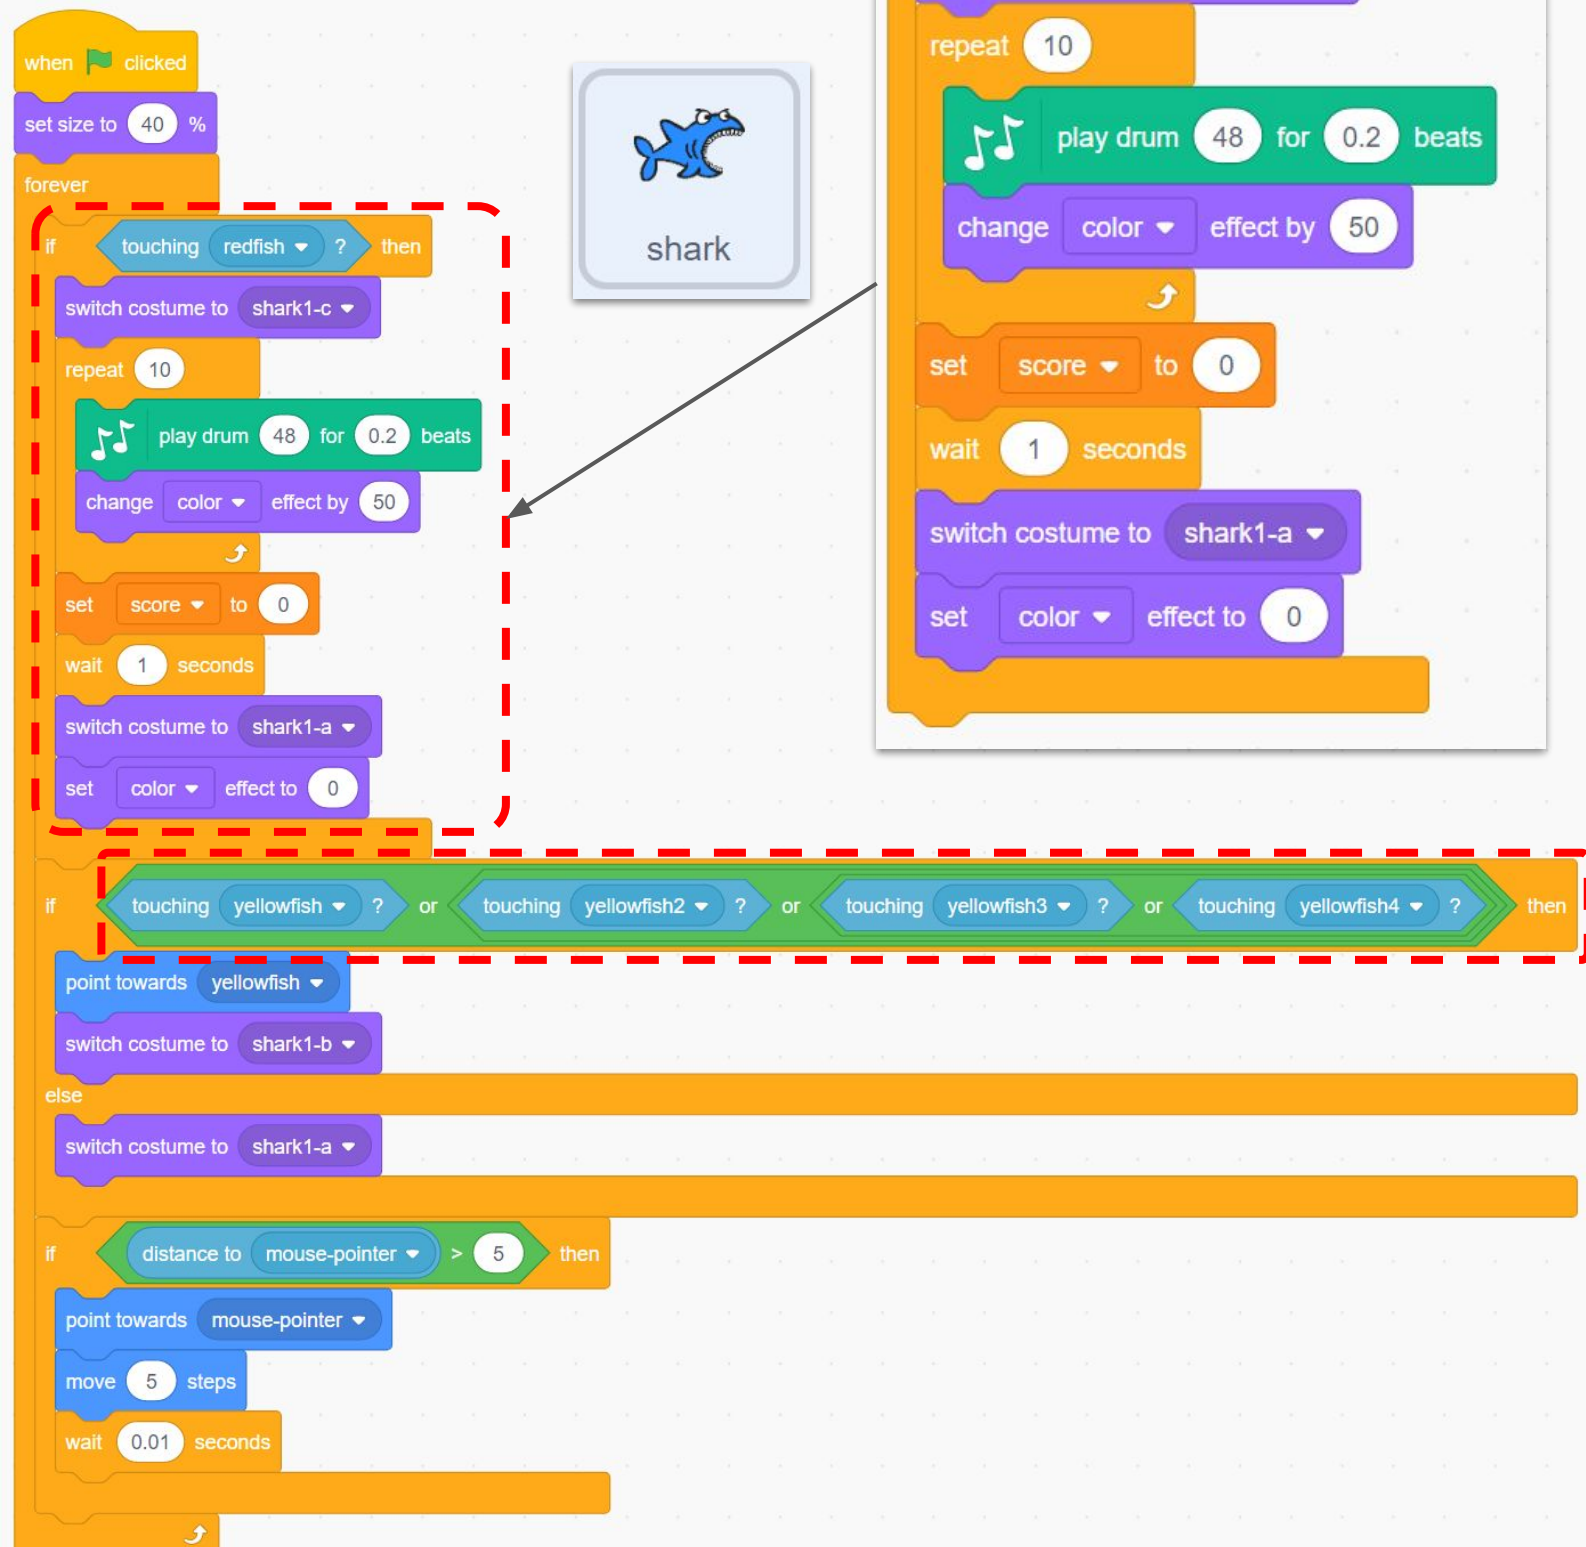 when clicked
set size to 40 %
forever
if touching redfish ? then
switch costume to shark1-c
repeat 10
play drum 48 for 0.2 beats
change color effect by 50
set score to 0
wait 1 seconds
switch costume to shark1-a
set color effect to 0
if touching yellowfish ? or touching yellowfish2 ? or touching yellowfish3 ? or touching yellowfish4 ? then
point towards yellowfish
switch costume to shark1-b
else
switch costume to shark1-a
if distance to mouse-pointer > 5 then
point towards mouse-pointer
move 5 steps
wait 0.01 seconds
shark
repeat 10
play drum 48 for 0.2 beats
change color effect by 50
set score to 0
wait 1 seconds
switch costume to shark1-a
set color effect to 0